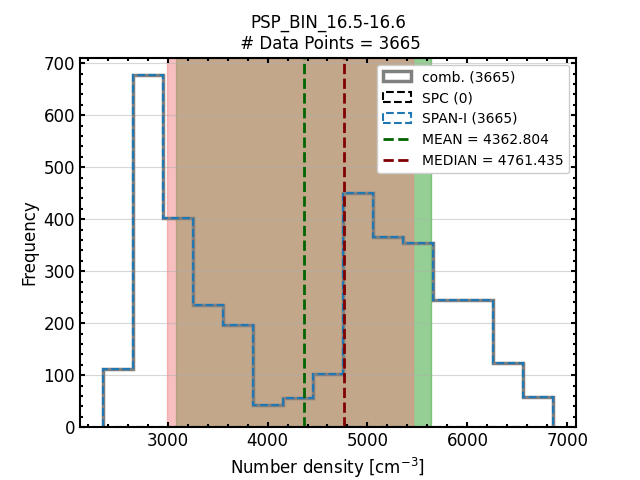 PSP_BIN_16.5-16.6
# Data Points = 3665
comb. (3665)
SPC (0)
SPAN-I (3665)
MEAN = 4362.804
MEDIAN = 4761.435
700
600
500
400
300
200
100
0
Frequency
3000 4000 5000 6000 7000
Number density [cm⁻³]